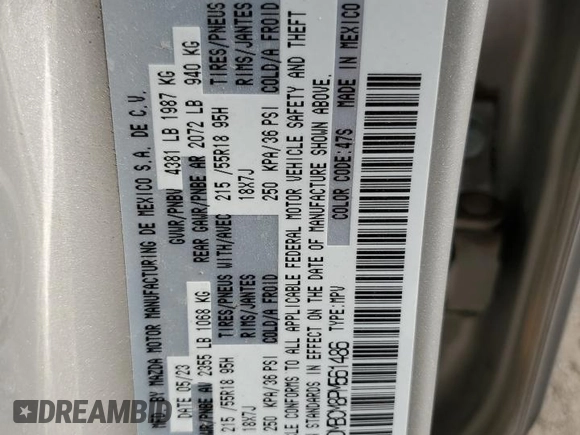 MFD BY MAZDA MOTOR MANUFACTURING DE MEXICO S.A. DE C.V.
DATE 05/23 GVWR/PNBV 4381 LB 1987 KG
GAWR/PNBE AV 2355 LB 1068 KG REAR GAWR/PNBE AR 2072 LB 940 KG
TIRES/PNEUS WITH/AVEC TIRES/PNEUS
215 /55R18 95H RIMS/JANTES 215 /55R18 95H RIMS/JANTES
18X7J COLD/A FROID 18X7J COLD/A FROID
250 KPA/36 PSI 250 KPA/36 PSI
CONFORMS TO ALL APPLICABLE FEDERAL MOTOR VEHICLE SAFETY AND THEFT
STANDARDS IN EFFECT ON THE DATE OF MANUFACTURE SHOWN ABOVE.
PM561486 TYPE:MPV COLOR CODE:47S MADE IN MEXICO
DIDIWRECK.COM